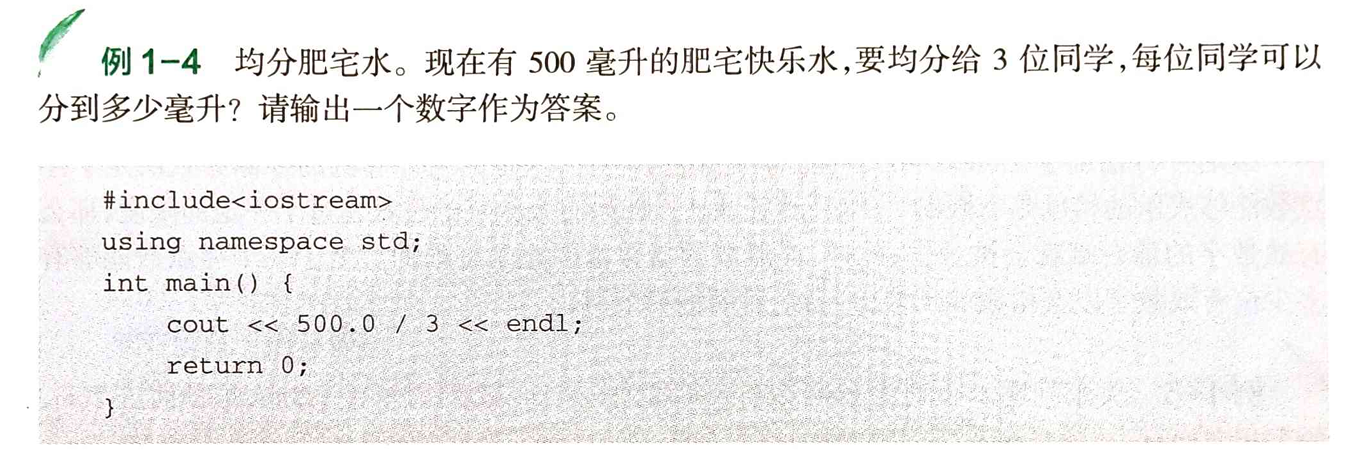 例 1-4 均分肥宅水。现在有 500 毫升的肥宅快乐水,要均分给 3 位同学,每位同学可以
分到多少毫升? 请输出一个数字作为答案。
#include<iostream>
using namespace std;
int main() {
    cout << 500.0 / 3 << endl;
    return 0;
}